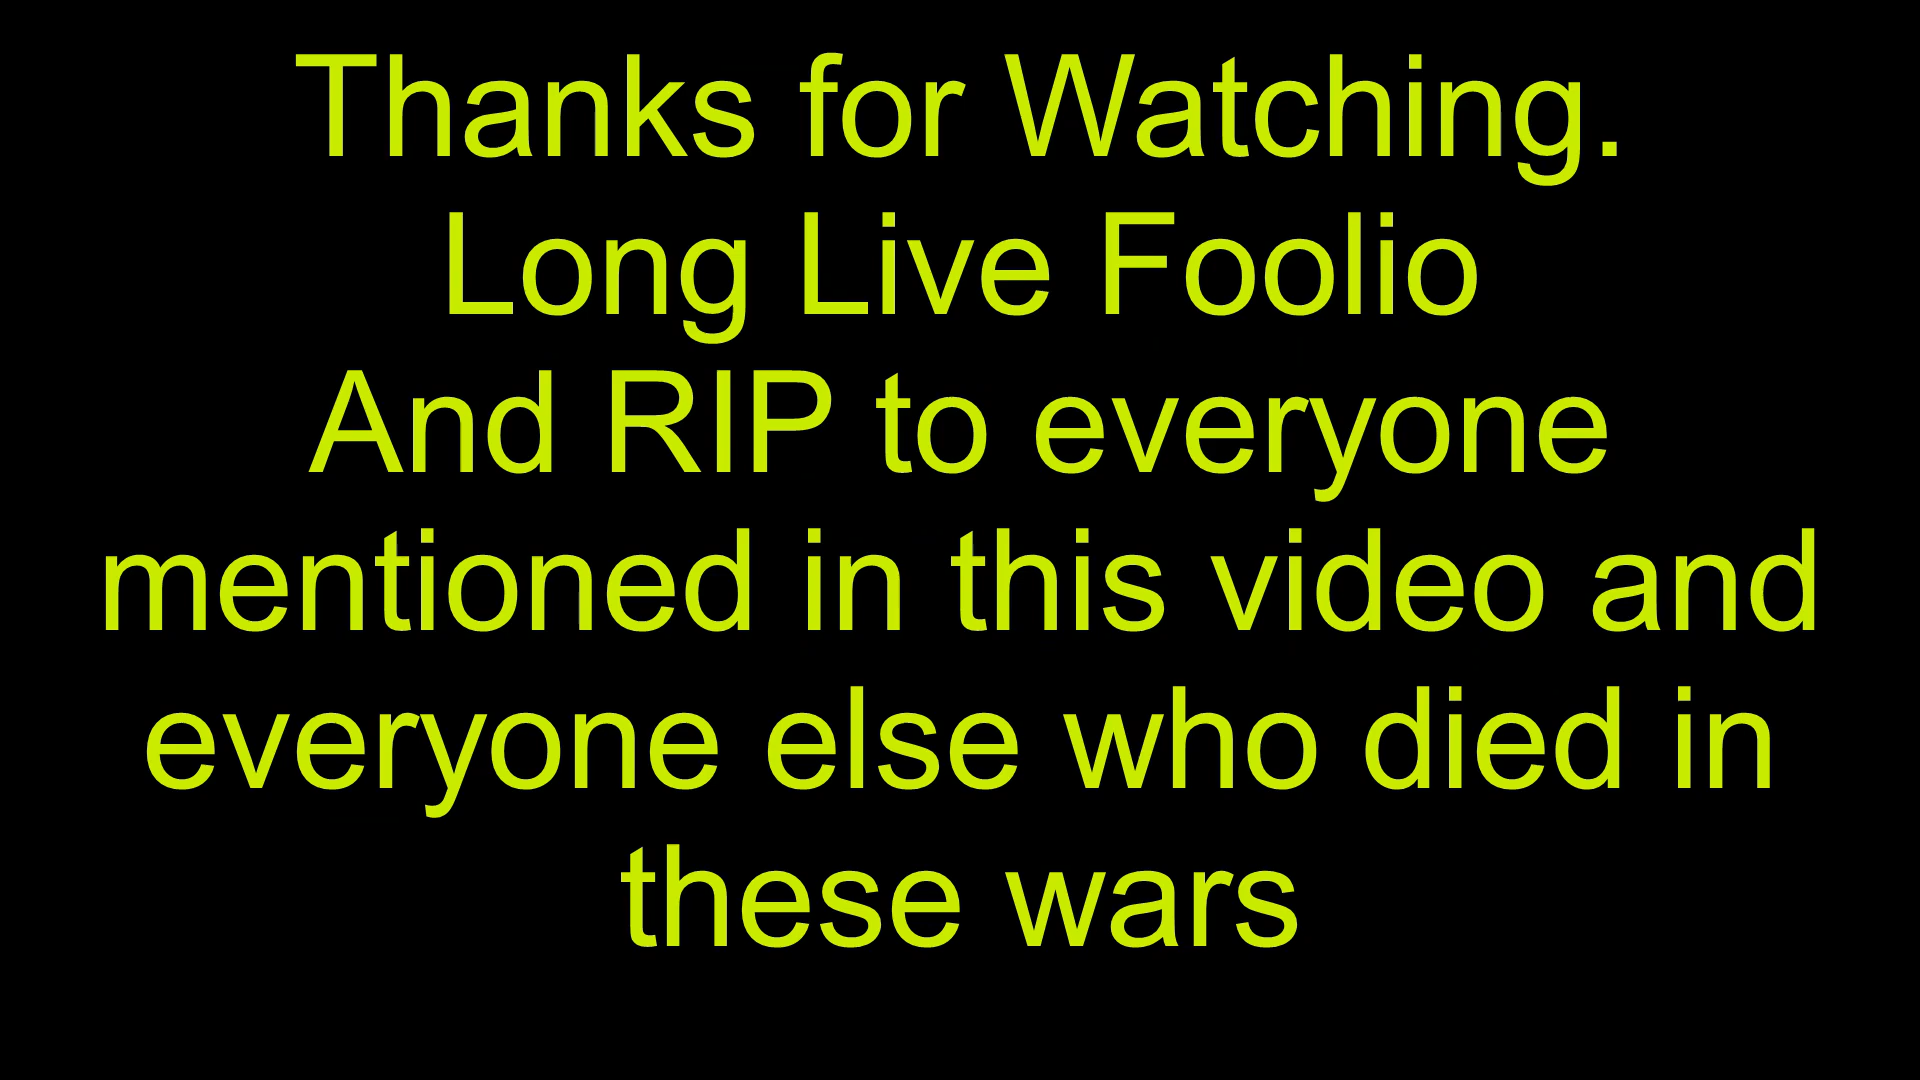 Thanks for Watching.
Long Live Foolio
And RIP to everyone
mentioned in this video and
everyone else who died in
these wars